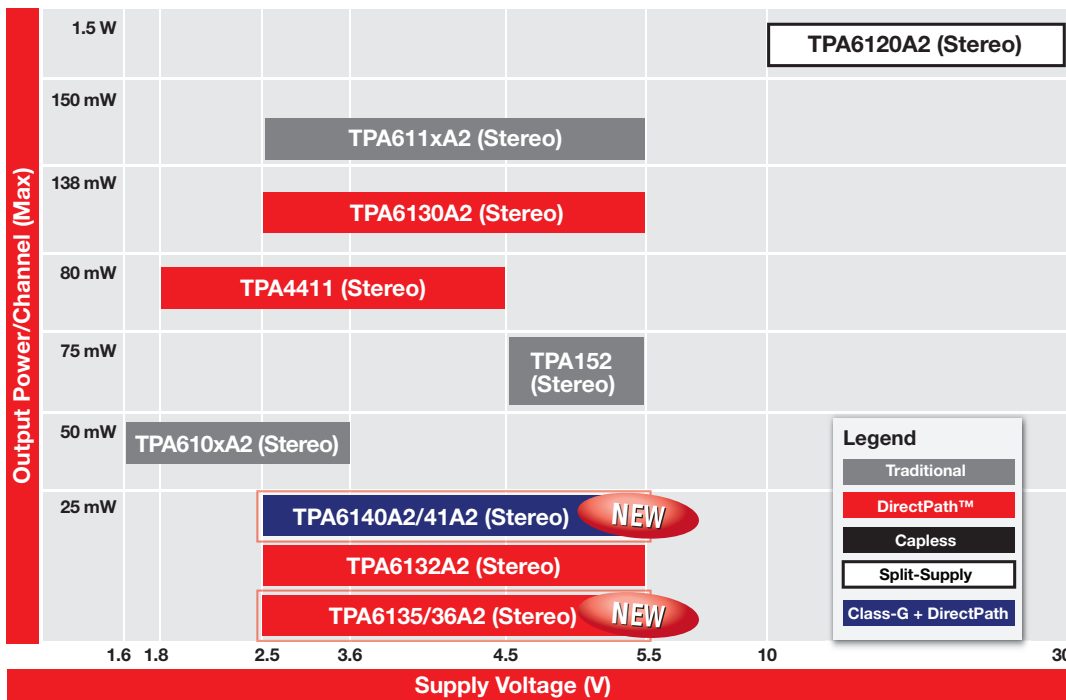 Output Power/Channel (Max)
1.5 W
TPA6120A2 (Stereo)
150 mW
TPA611xA2 (Stereo)
138 mW
TPA6130A2 (Stereo)
80 mW
TPA4411 (Stereo)
75 mW
TPA152
(Stereo)
50 mW
TPA610xA2 (Stereo)
25 mW
TPA6140A2/41A2 (Stereo)
NEW
TPA6132A2 (Stereo)
TPA6135/36A2 (Stereo)
NEW
Legend
Traditional
DirectPath™
Capless
Split-Supply
Class-G + DirectPath
1.6 1.8 2.5 3.6 4.5 5.5 10 30
Supply Voltage (V)